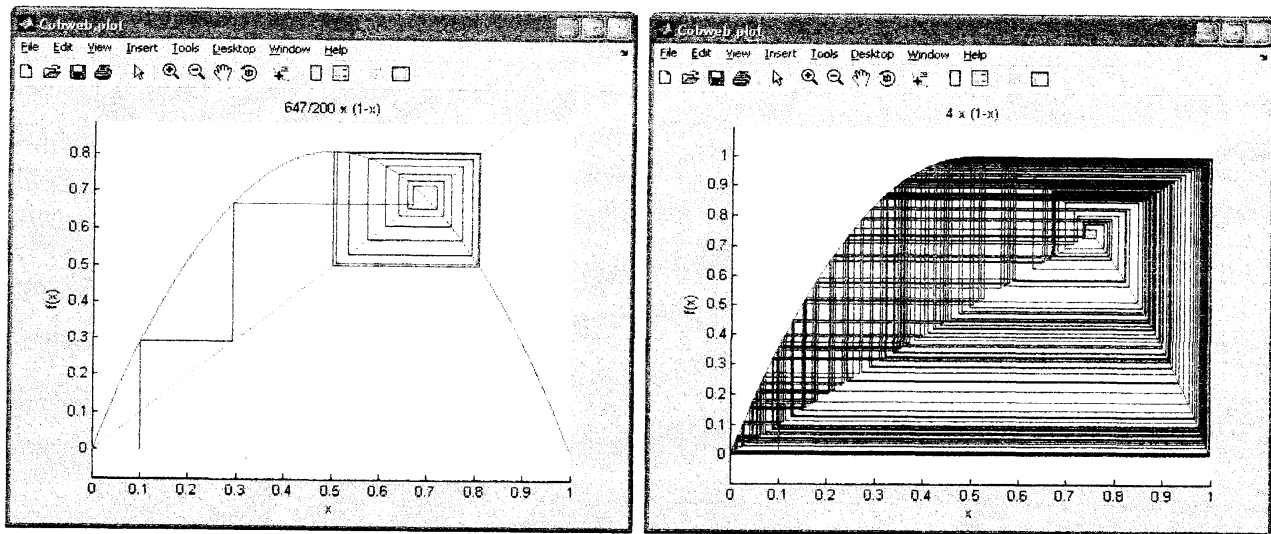 Cobweb plot
File Edit View Insert Tools Desktop Window Help
647/200 x (1-x)
0.8
0.7
0.6
0.5
0.4
0.3
0.2
0.1
0
f(x)
0 0.1 0.2 0.3 0.4 0.5 0.6 0.7 0.8 0.9 1
x
Cobweb plot
File Edit View Insert Tools Desktop Window Help
4 x (1-x)
1
0.9
0.8
0.7
0.6
0.5
0.4
0.3
0.2
0.1
0
f(x)
0 0.1 0.2 0.3 0.4 0.5 0.6 0.7 0.8 0.9 1
x